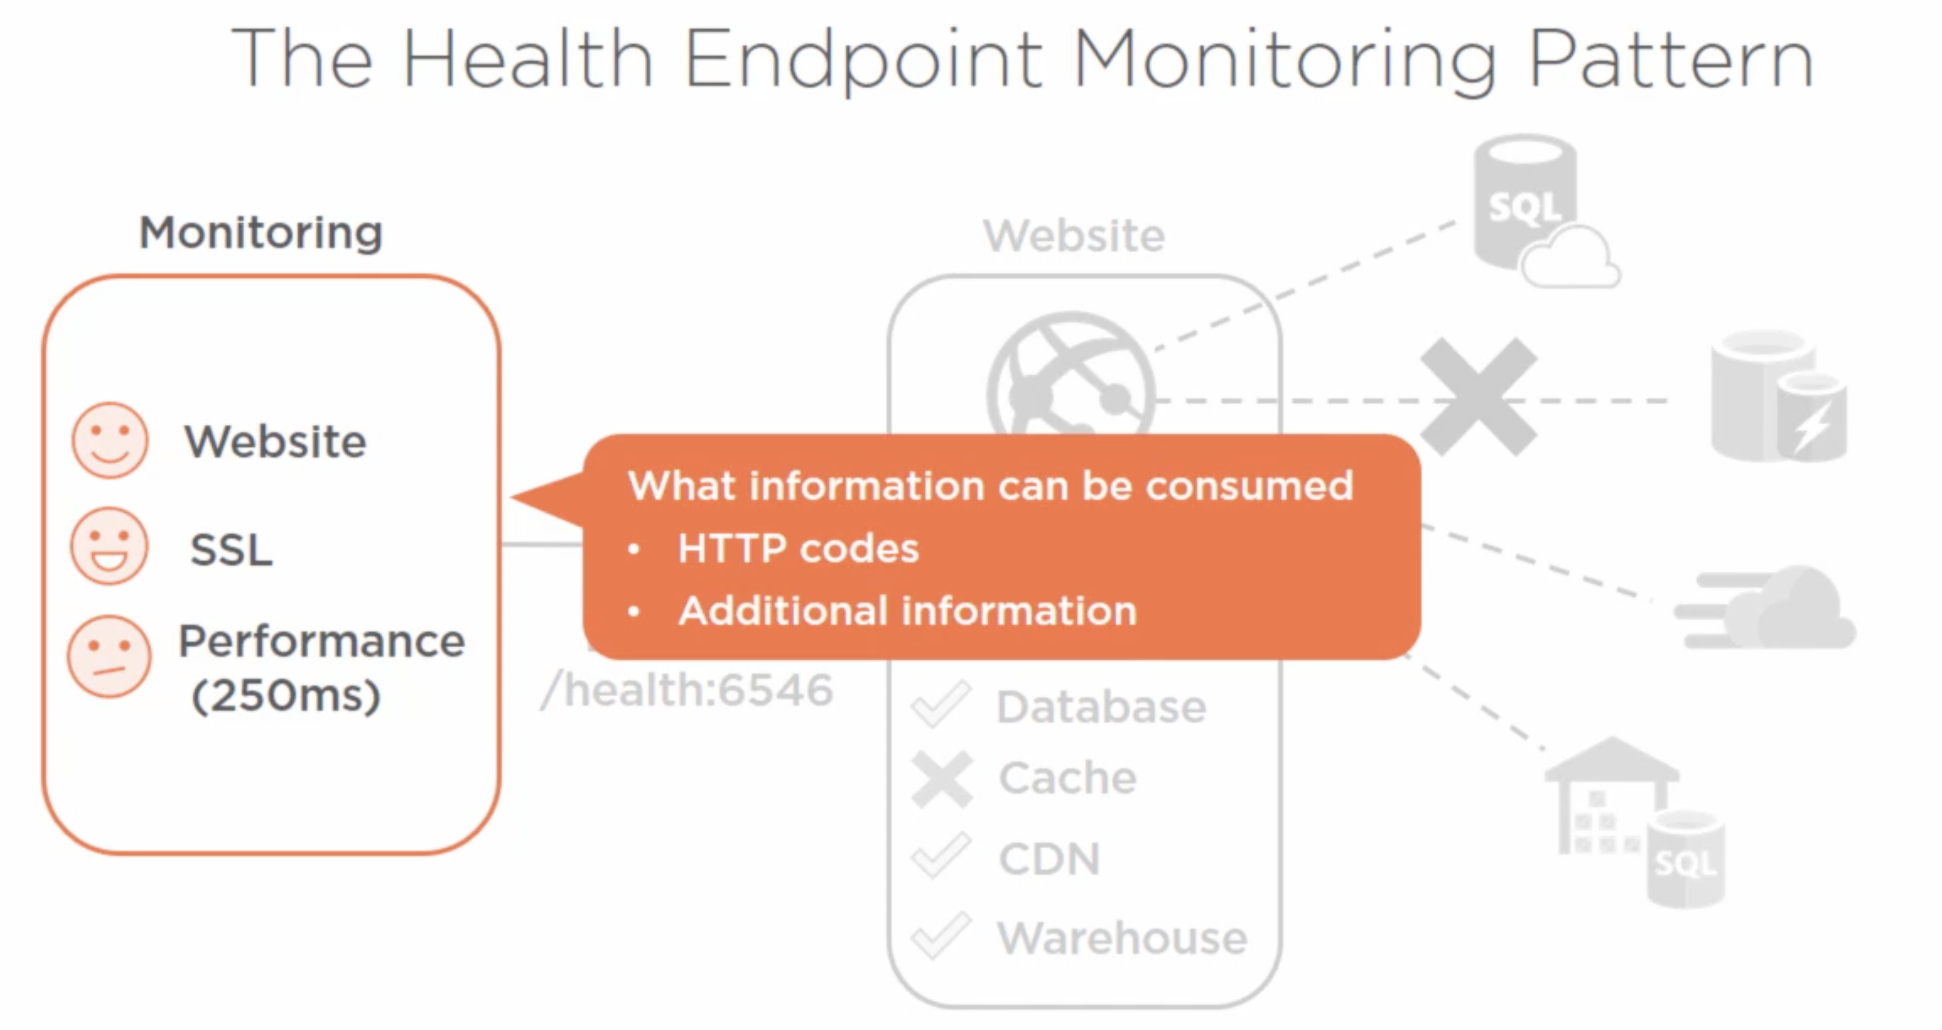 The Health Endpoint Monitoring Pattern
Monitoring
Website
SSL
Performance
(250ms)
What information can be consumed
• HTTP codes
• Additional information
/health:6546
Website
Database
Cache
CDN
Warehouse
SQL
SQL